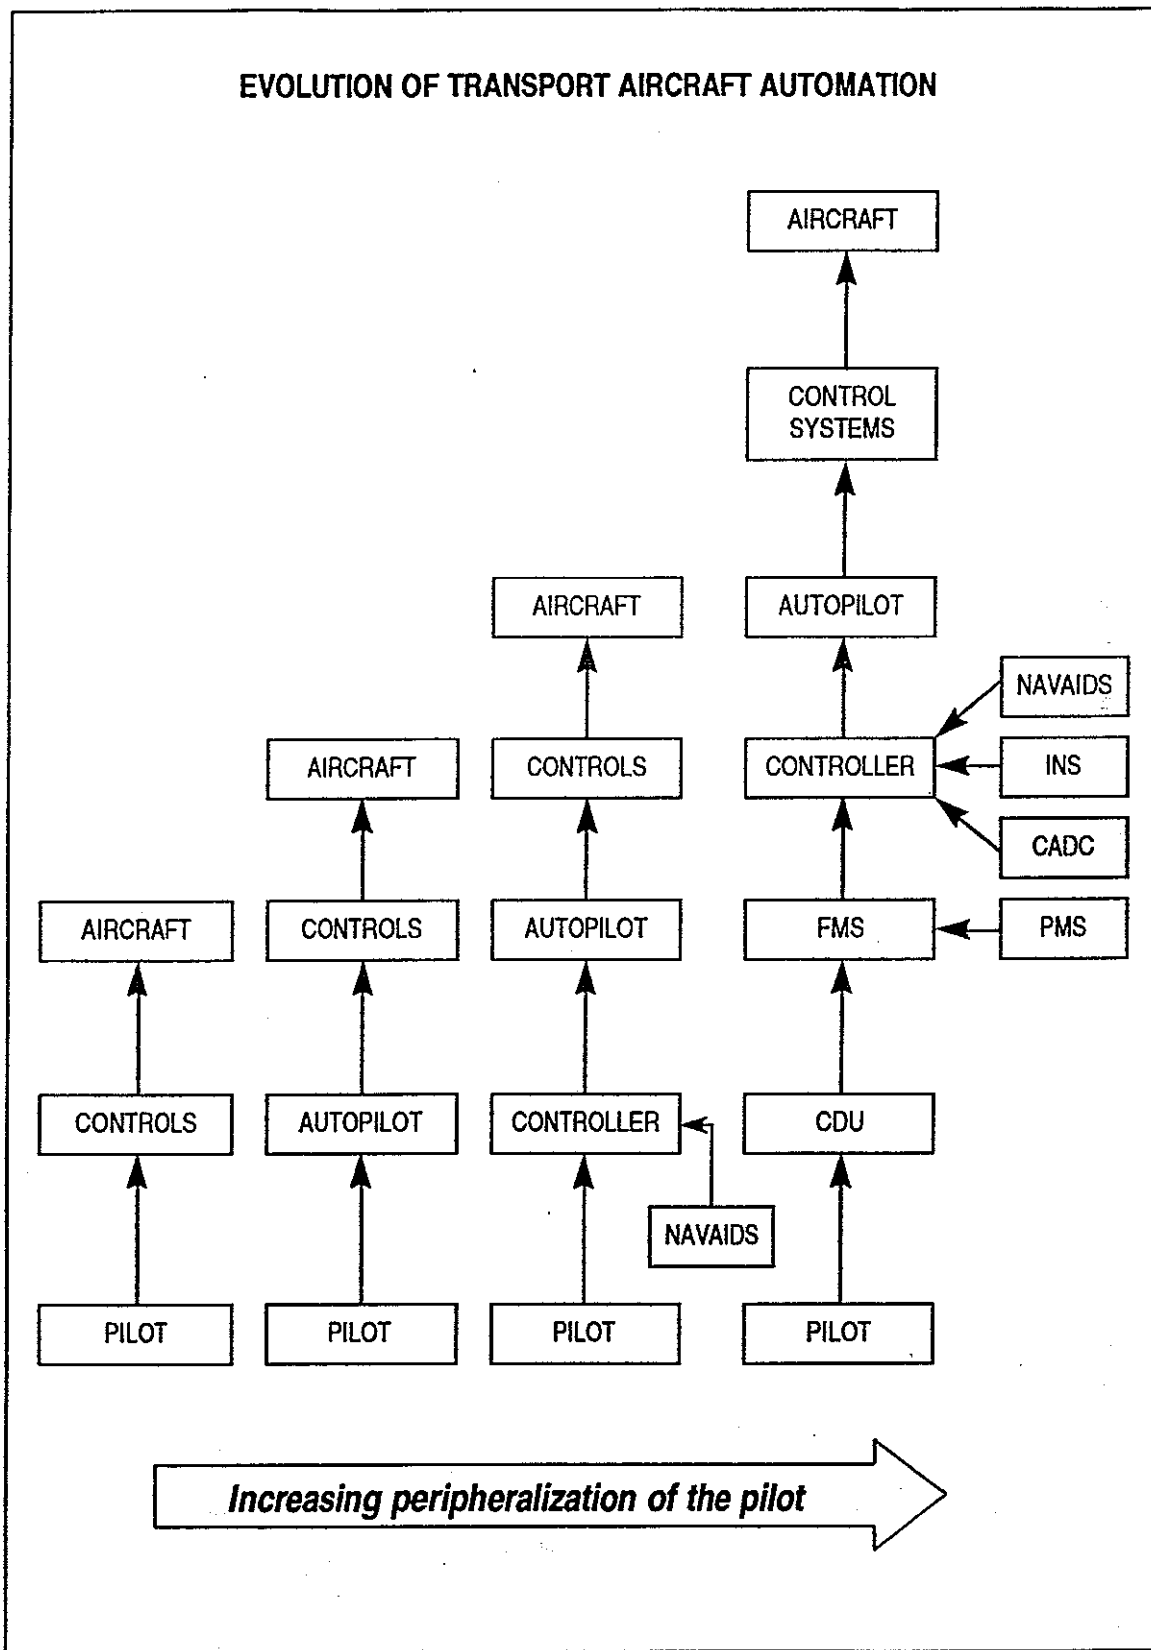 EVOLUTION OF TRANSPORT AIRCRAFT AUTOMATION
AIRCRAFT
CONTROLS
PILOT
AIRCRAFT
CONTROLS
AUTOPILOT
PILOT
AIRCRAFT
CONTROLS
AUTOPILOT
CONTROLLER
NAVAIDS
PILOT
AIRCRAFT
CONTROL
SYSTEMS
AUTOPILOT
CONTROLLER
NAVAIDS
INS
CADC
FMS
PMS
CDU
PILOT
Increasing peripheralization of the pilot